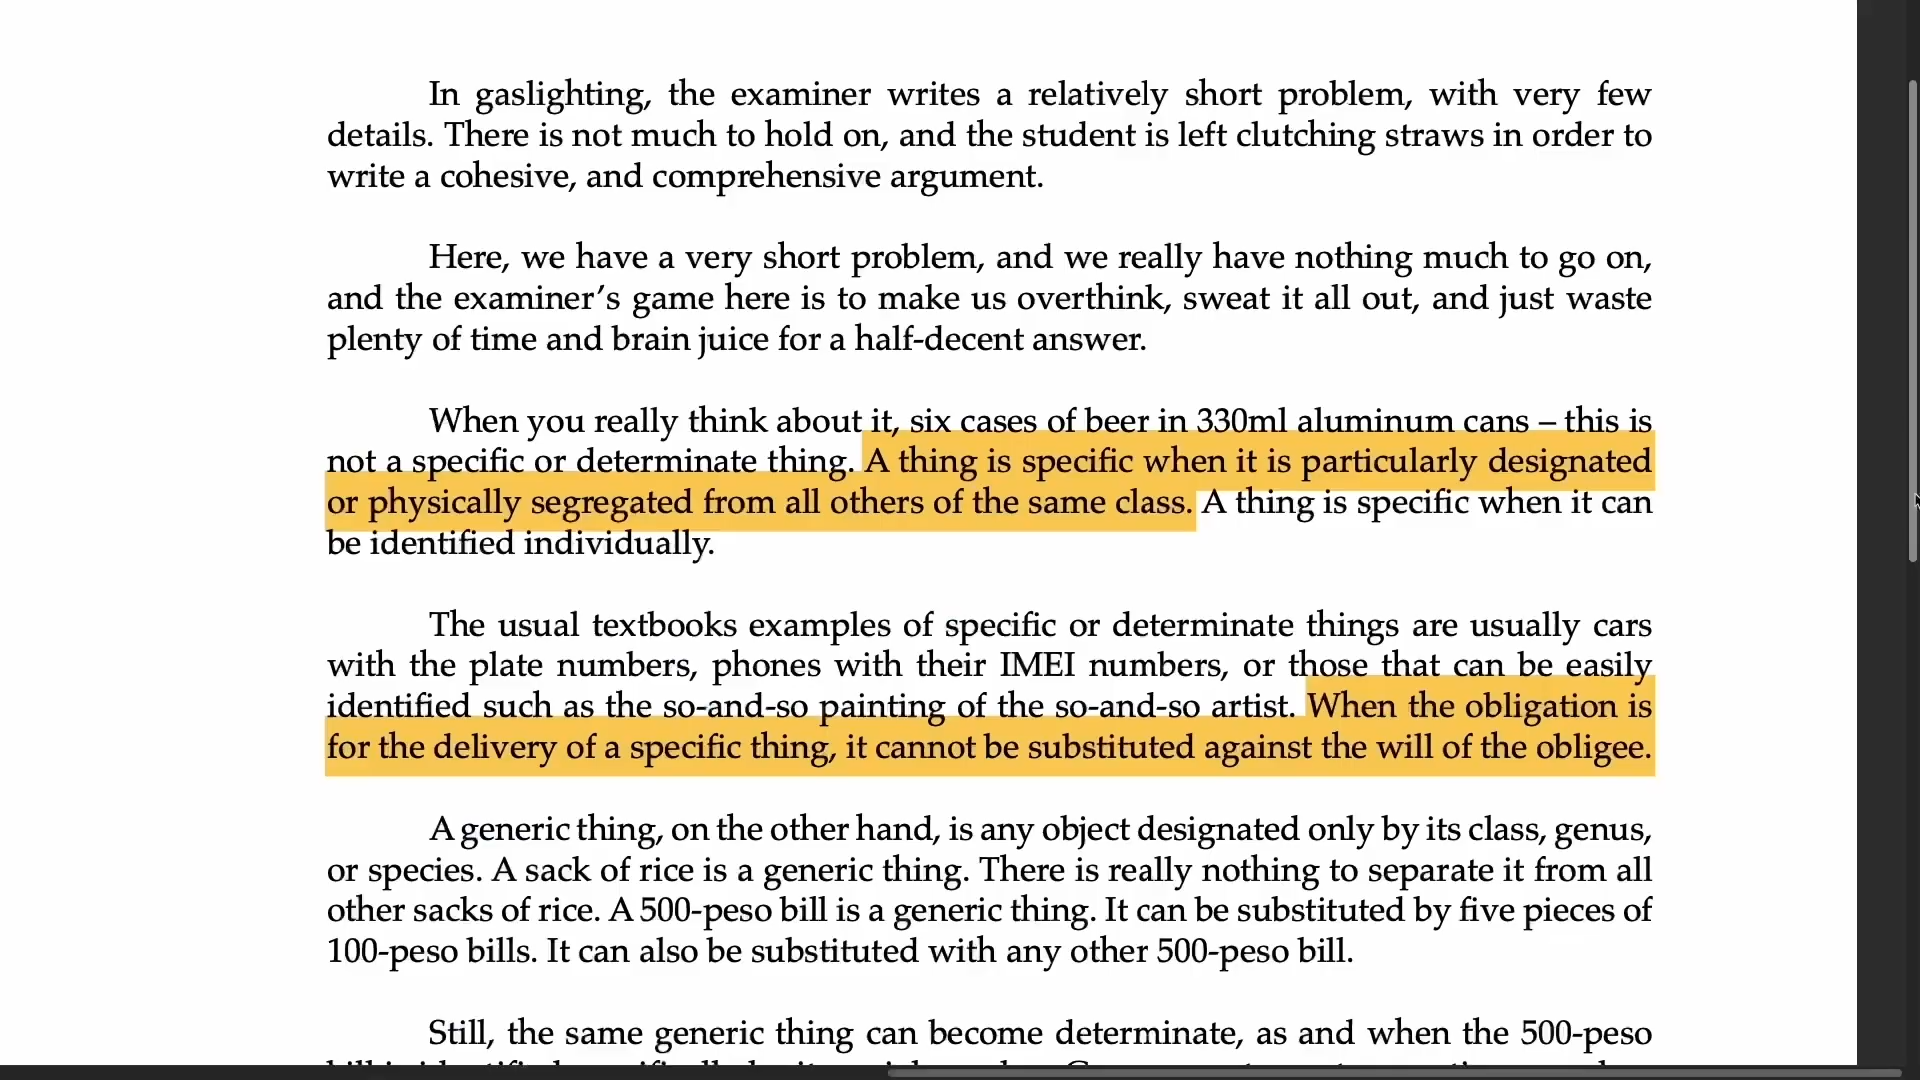 In gaslighting, the examiner writes a relatively short problem, with very few
details. There is not much to hold on, and the student is left clutching straws in order to
write a cohesive, and comprehensive argument.
Here, we have a very short problem, and we really have nothing much to go on,
and the examiner’s game here is to make us overthink, sweat it all out, and just waste
plenty of time and brain juice for a half-decent answer.
When you really think about it, six cases of beer in 330ml aluminum cans – this is
not a specific or determinate thing. A thing is specific when it is particularly designated
or physically segregated from all others of the same class. A thing is specific when it can
be identified individually.
The usual textbooks examples of specific or determinate things are usually cars
with the plate numbers, phones with their IMEI numbers, or those that can be easily
identified such as the so-and-so painting of the so-and-so artist. When the obligation is
for the delivery of a specific thing, it cannot be substituted against the will of the obligee.
A generic thing, on the other hand, is any object designated only by its class, genus,
or species. A sack of rice is a generic thing. There is really nothing to separate it from all
other sacks of rice. A 500-peso bill is a generic thing. It can be substituted by five pieces of
100-peso bills. It can also be substituted with any other 500-peso bill.
Still, the same generic thing can become determinate, as and when the 500-peso